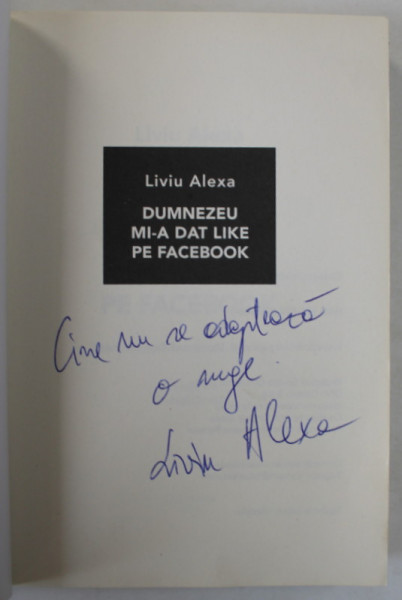 Liviu Alexa
DUMNEZEU
MI-A DAT LIKE
PE FACEBOOK
Cine nu se adaptează
o suge.
Liviu Alexa